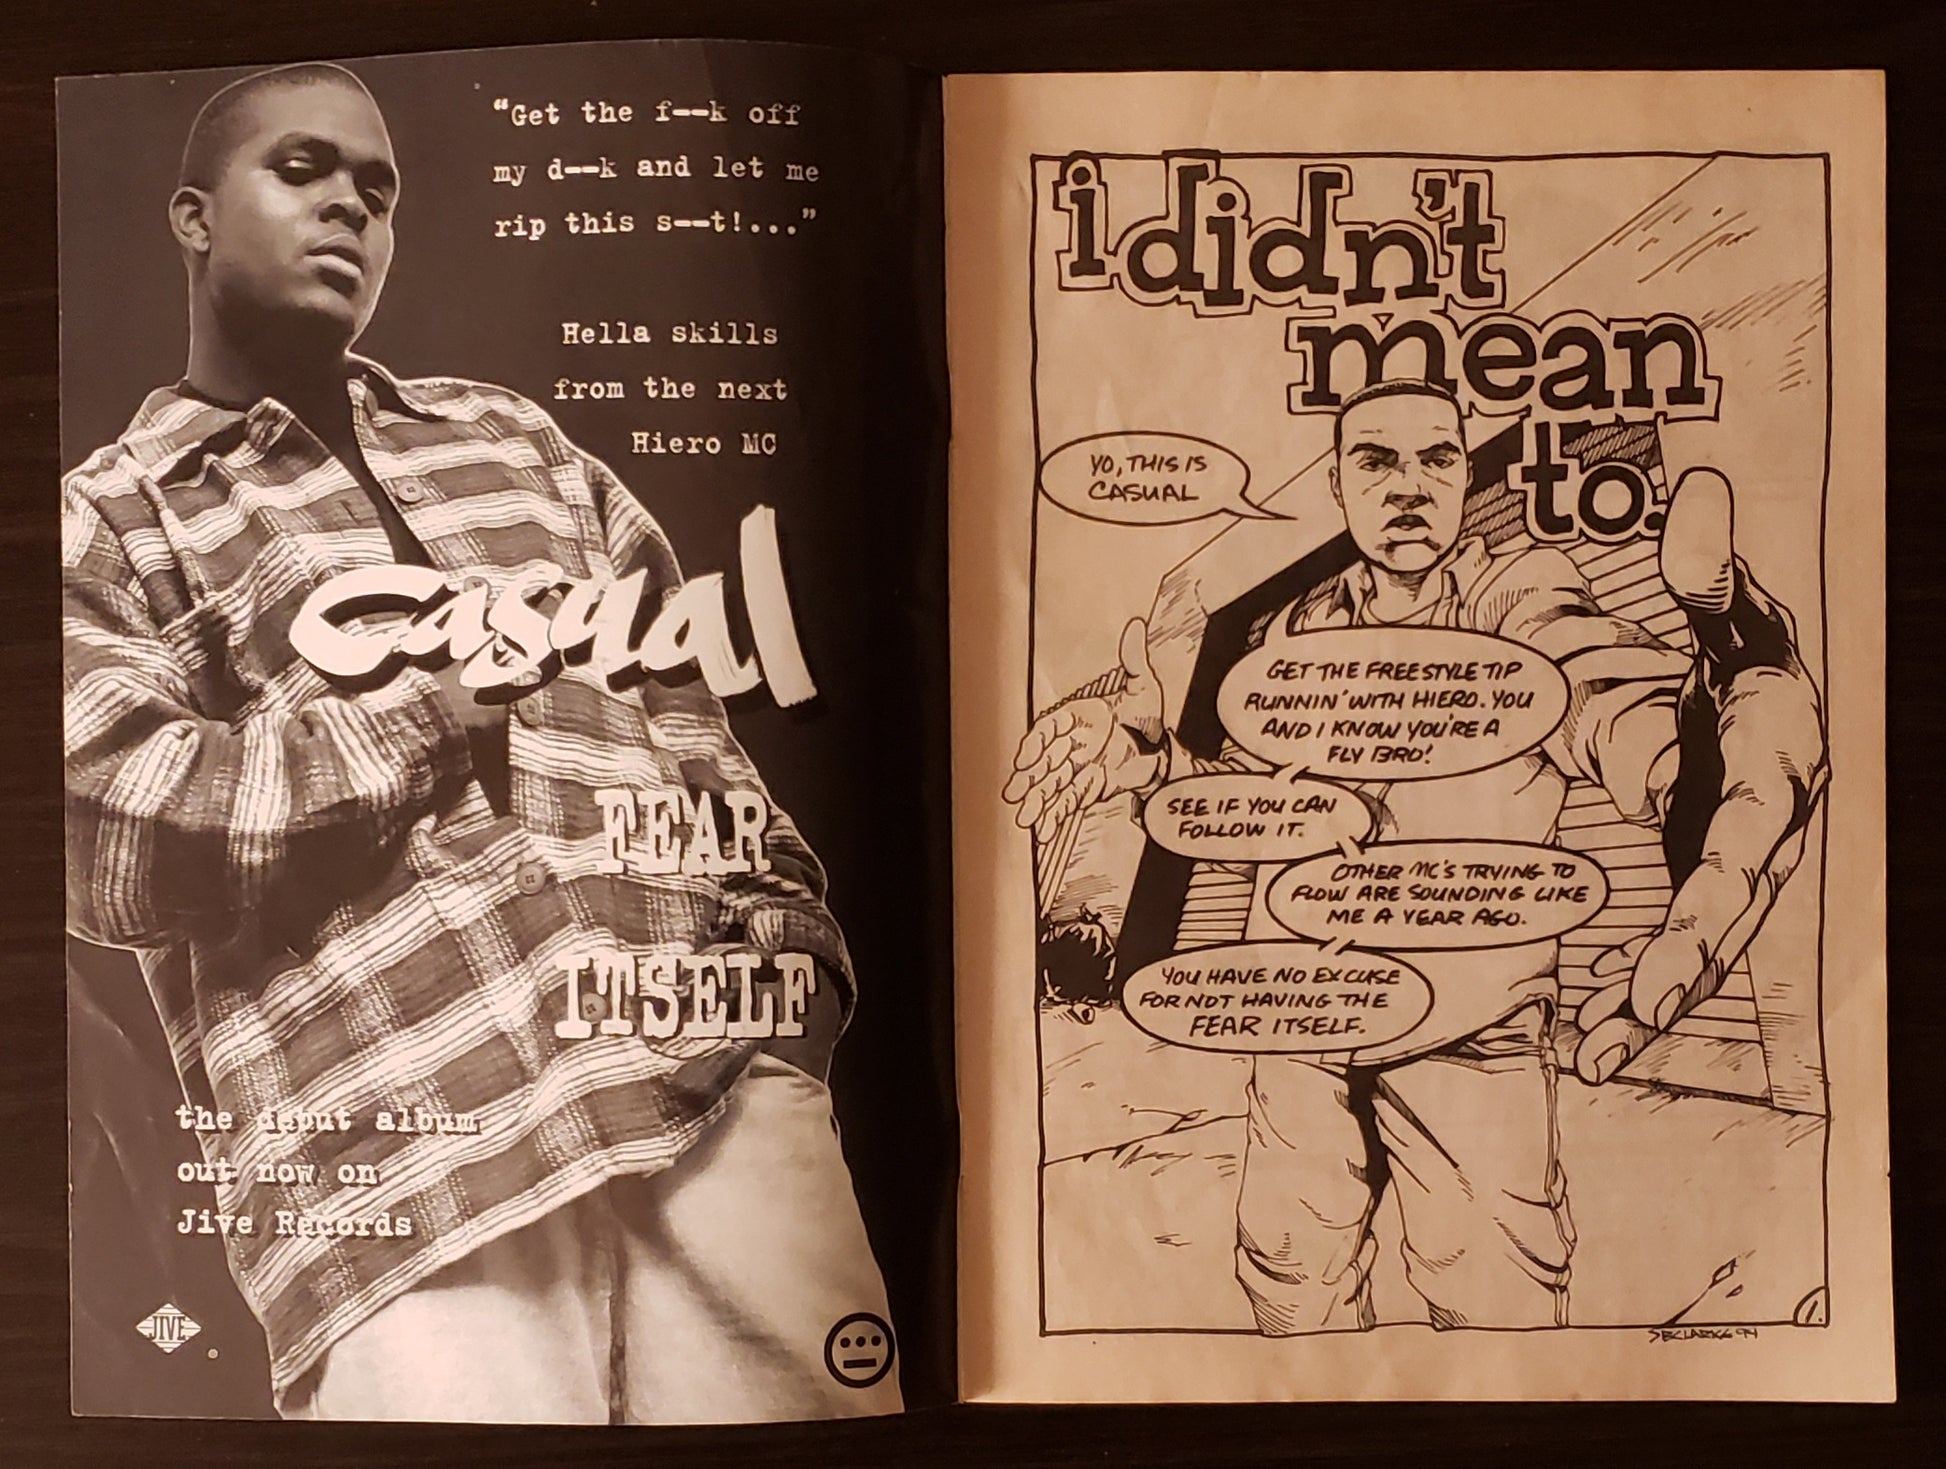 “Get the f--k off
my d--k and let me
rip this s--t!...”
Hella skills
from the next
Hiero MC
Casual
FEAR
ITSELF
the debut album
out now on
Jive Records
JIVE
i didn't
mean
to.
YO, THIS IS
CASUAL
GET THE FREESTYLE TIP
RUNNIN' WITH HIERO. YOU
AND I KNOW YOU'RE A
FLY BRO!
SEE IF YOU CAN
FOLLOW IT.
OTHER MC'S TRYING TO
FLOW ARE SOUNDING LIKE
ME A YEAR AGO.
YOU HAVE NO EXCUSE
FOR NOT HAVING THE
FEAR ITSELF.
1.